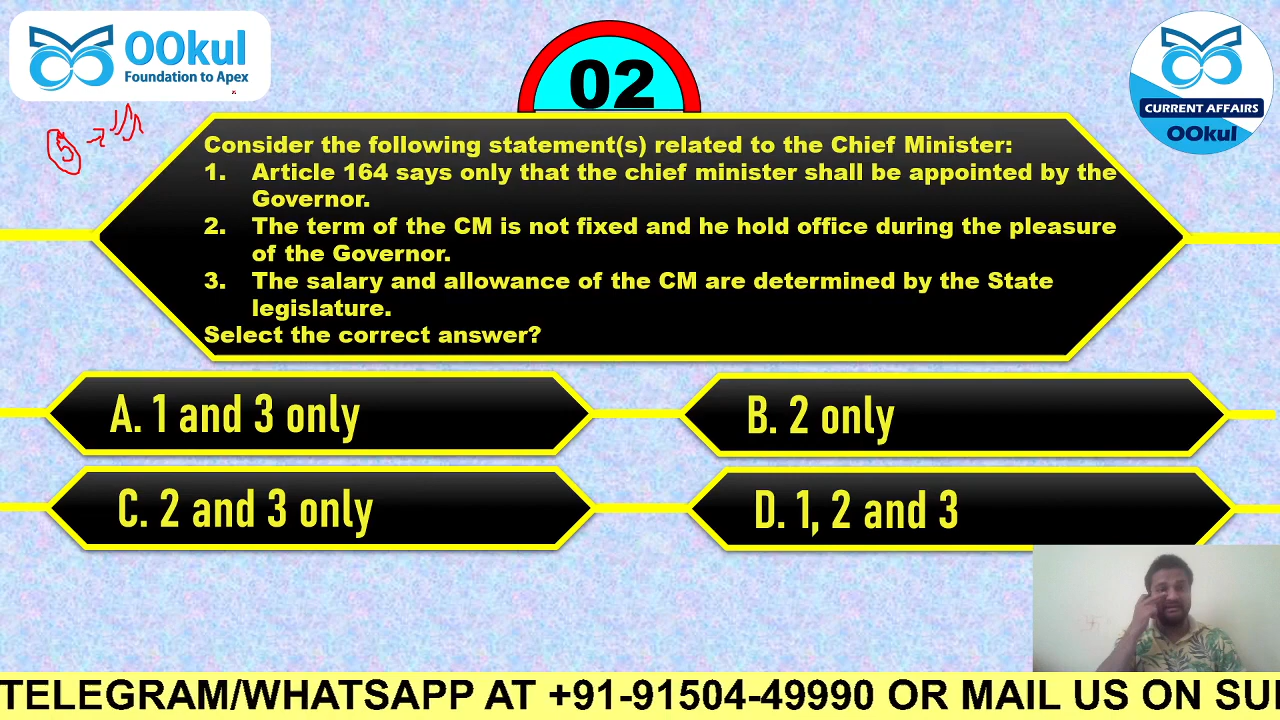 OOkul
Foundation to Apex
02
CURRENT AFFAIRS
OOkul
Consider the following statement(s) related to the Chief Minister:
1. Article 164 says only that the chief minister shall be appointed by the
Governor.
2. The term of the CM is not fixed and he hold office during the pleasure
of the Governor.
3. The salary and allowance of the CM are determined by the State
legislature.
Select the correct answer?
A. 1 and 3 only
B. 2 only
C. 2 and 3 only
D. 1, 2 and 3
TELEGRAM/WHATSAPP AT +91-91504-49990 OR MAIL US ON